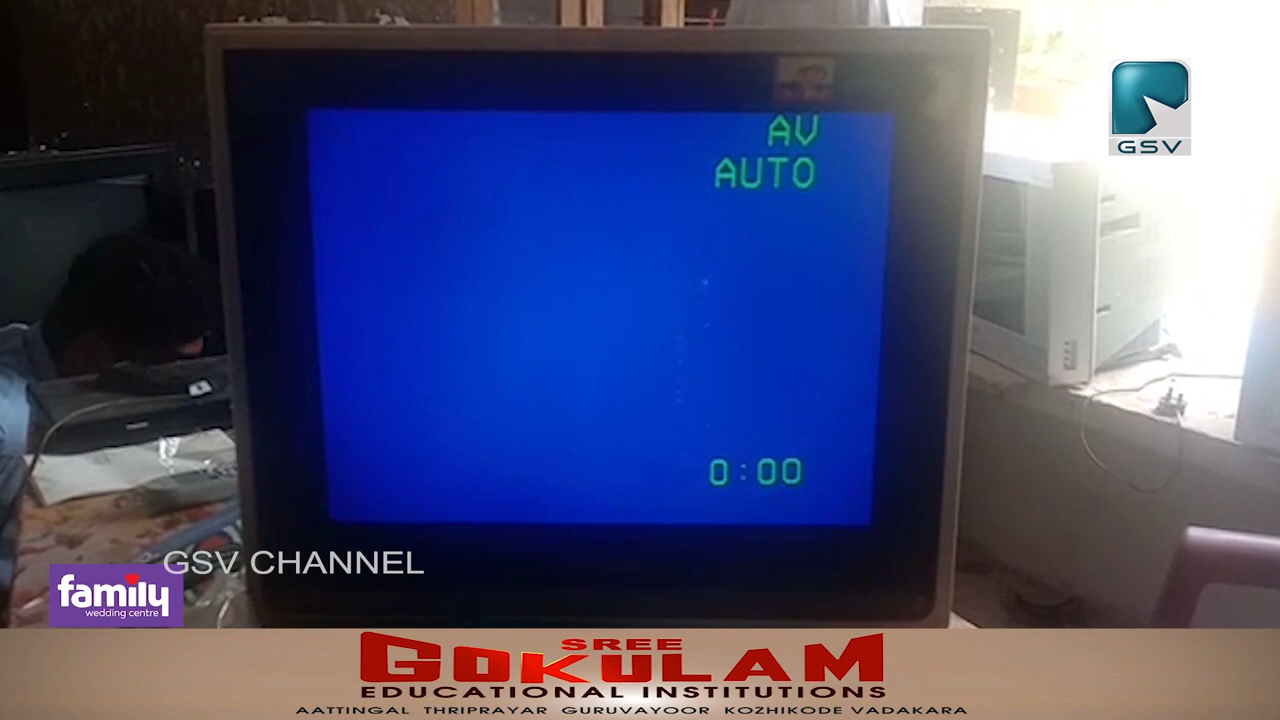 AV
AUTO
GSV
0:00
GSV CHANNEL
family
wedding centre
SREE
GOKULAM
EDUCATIONAL INSTITUTIONS
AATTINGAL THRIPRAYAR GURUVAYOOR KOZHIKODE VADAKARA